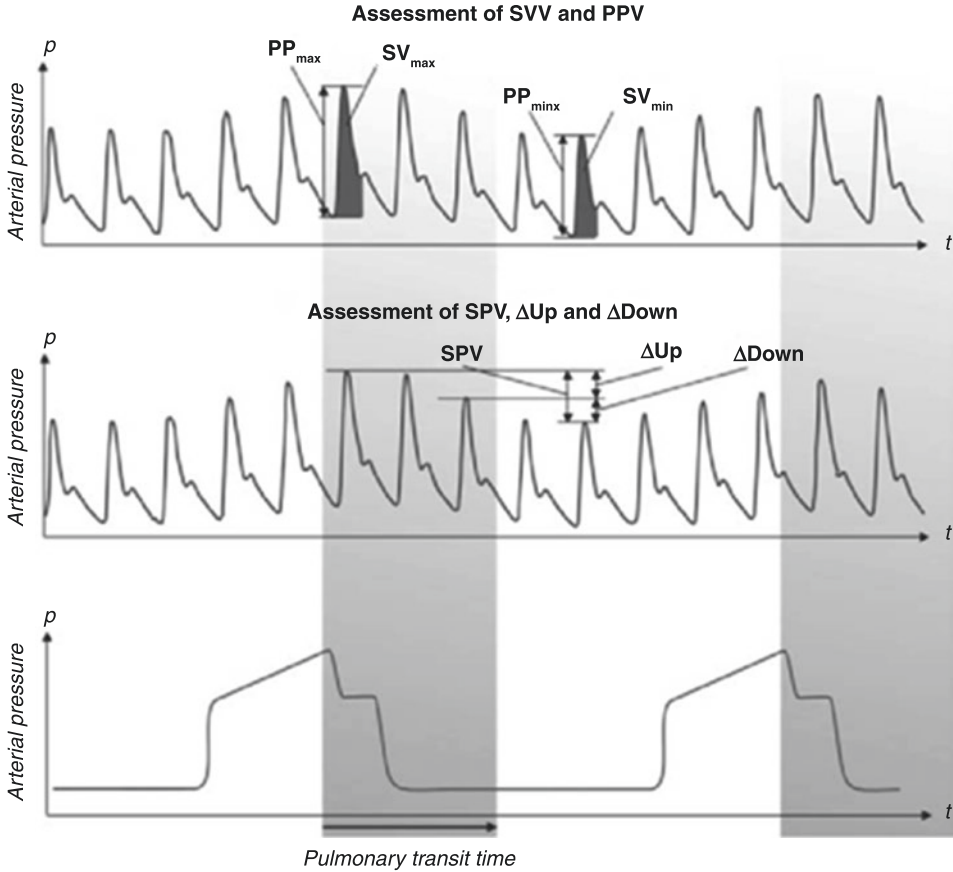 Assessment of SVV and PPV
p
PPmax
SVmax
PPminx
SVmin
Arterial pressure
t
Assessment of SPV, ΔUp and ΔDown
p
SPV
ΔUp
ΔDown
Arterial pressure
t
p
Arterial pressure
t
Pulmonary transit time